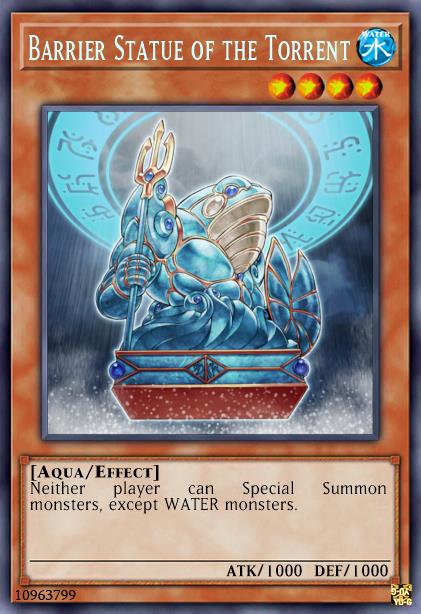 BARRIER STATUE OF THE TORRENT
WATER
水
[AQUA/EFFECT]
Neither player can Special Summon
monsters, except WATER monsters.
ATK/1000 DEF/1000
10963799